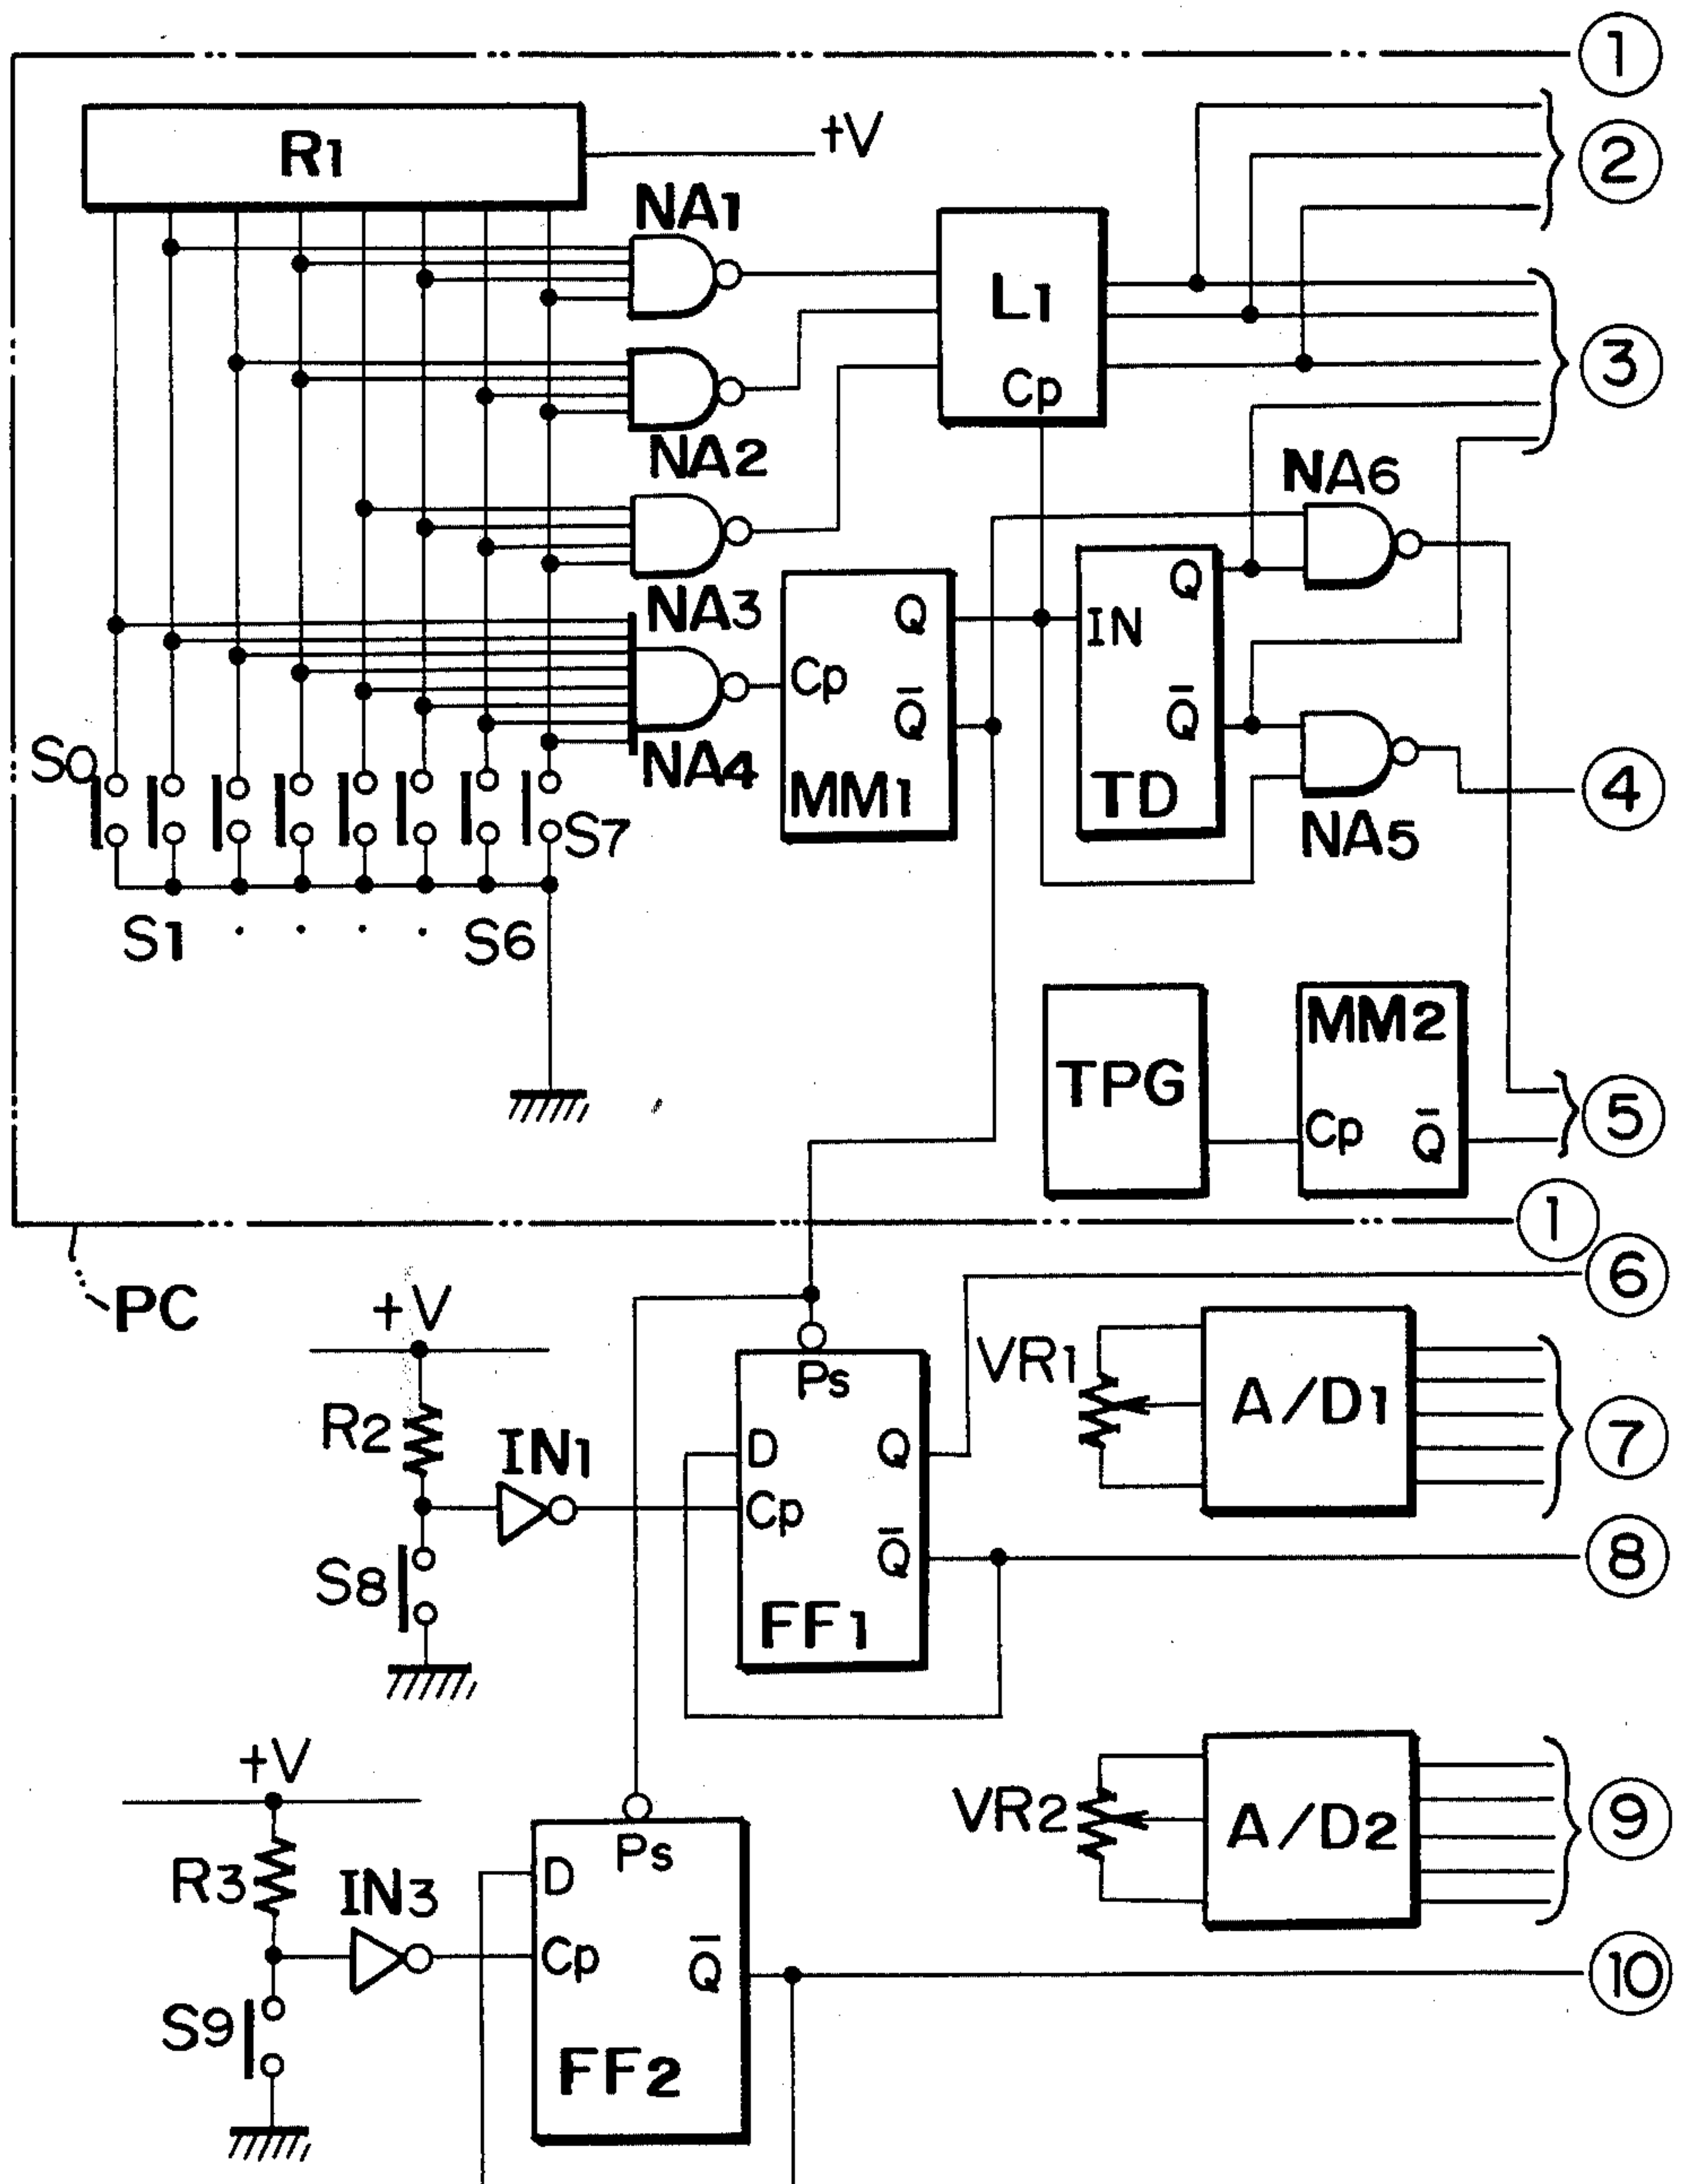 1
R1
+V
NA1
2
L1
Cp
3
NA2
NA6
NA3
Q
Q
IN
Cp
Q̄
Q̄
S0
NA4
MM1
TD
4
S7
NA5
S1 . . . . S6
MM2
TPG
5
Cp
Q̄
1
6
PC
+V
VR1
Ps
A/D1
R2
IN1
D
Q
7
Cp
Q̄
8
S8
FF1
+V
VR2
A/D2
9
Ps
R3
IN3
D
Cp
Q̄
10
S9
FF2